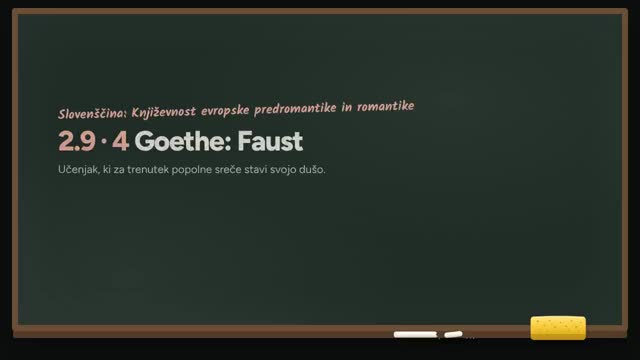 Slovenščina: Književnost evropske predromantike in romantike
2.9 · 4 Goethe: Faust
Učenjak, ki za trenutek popolne sreče stavi svojo dušo.